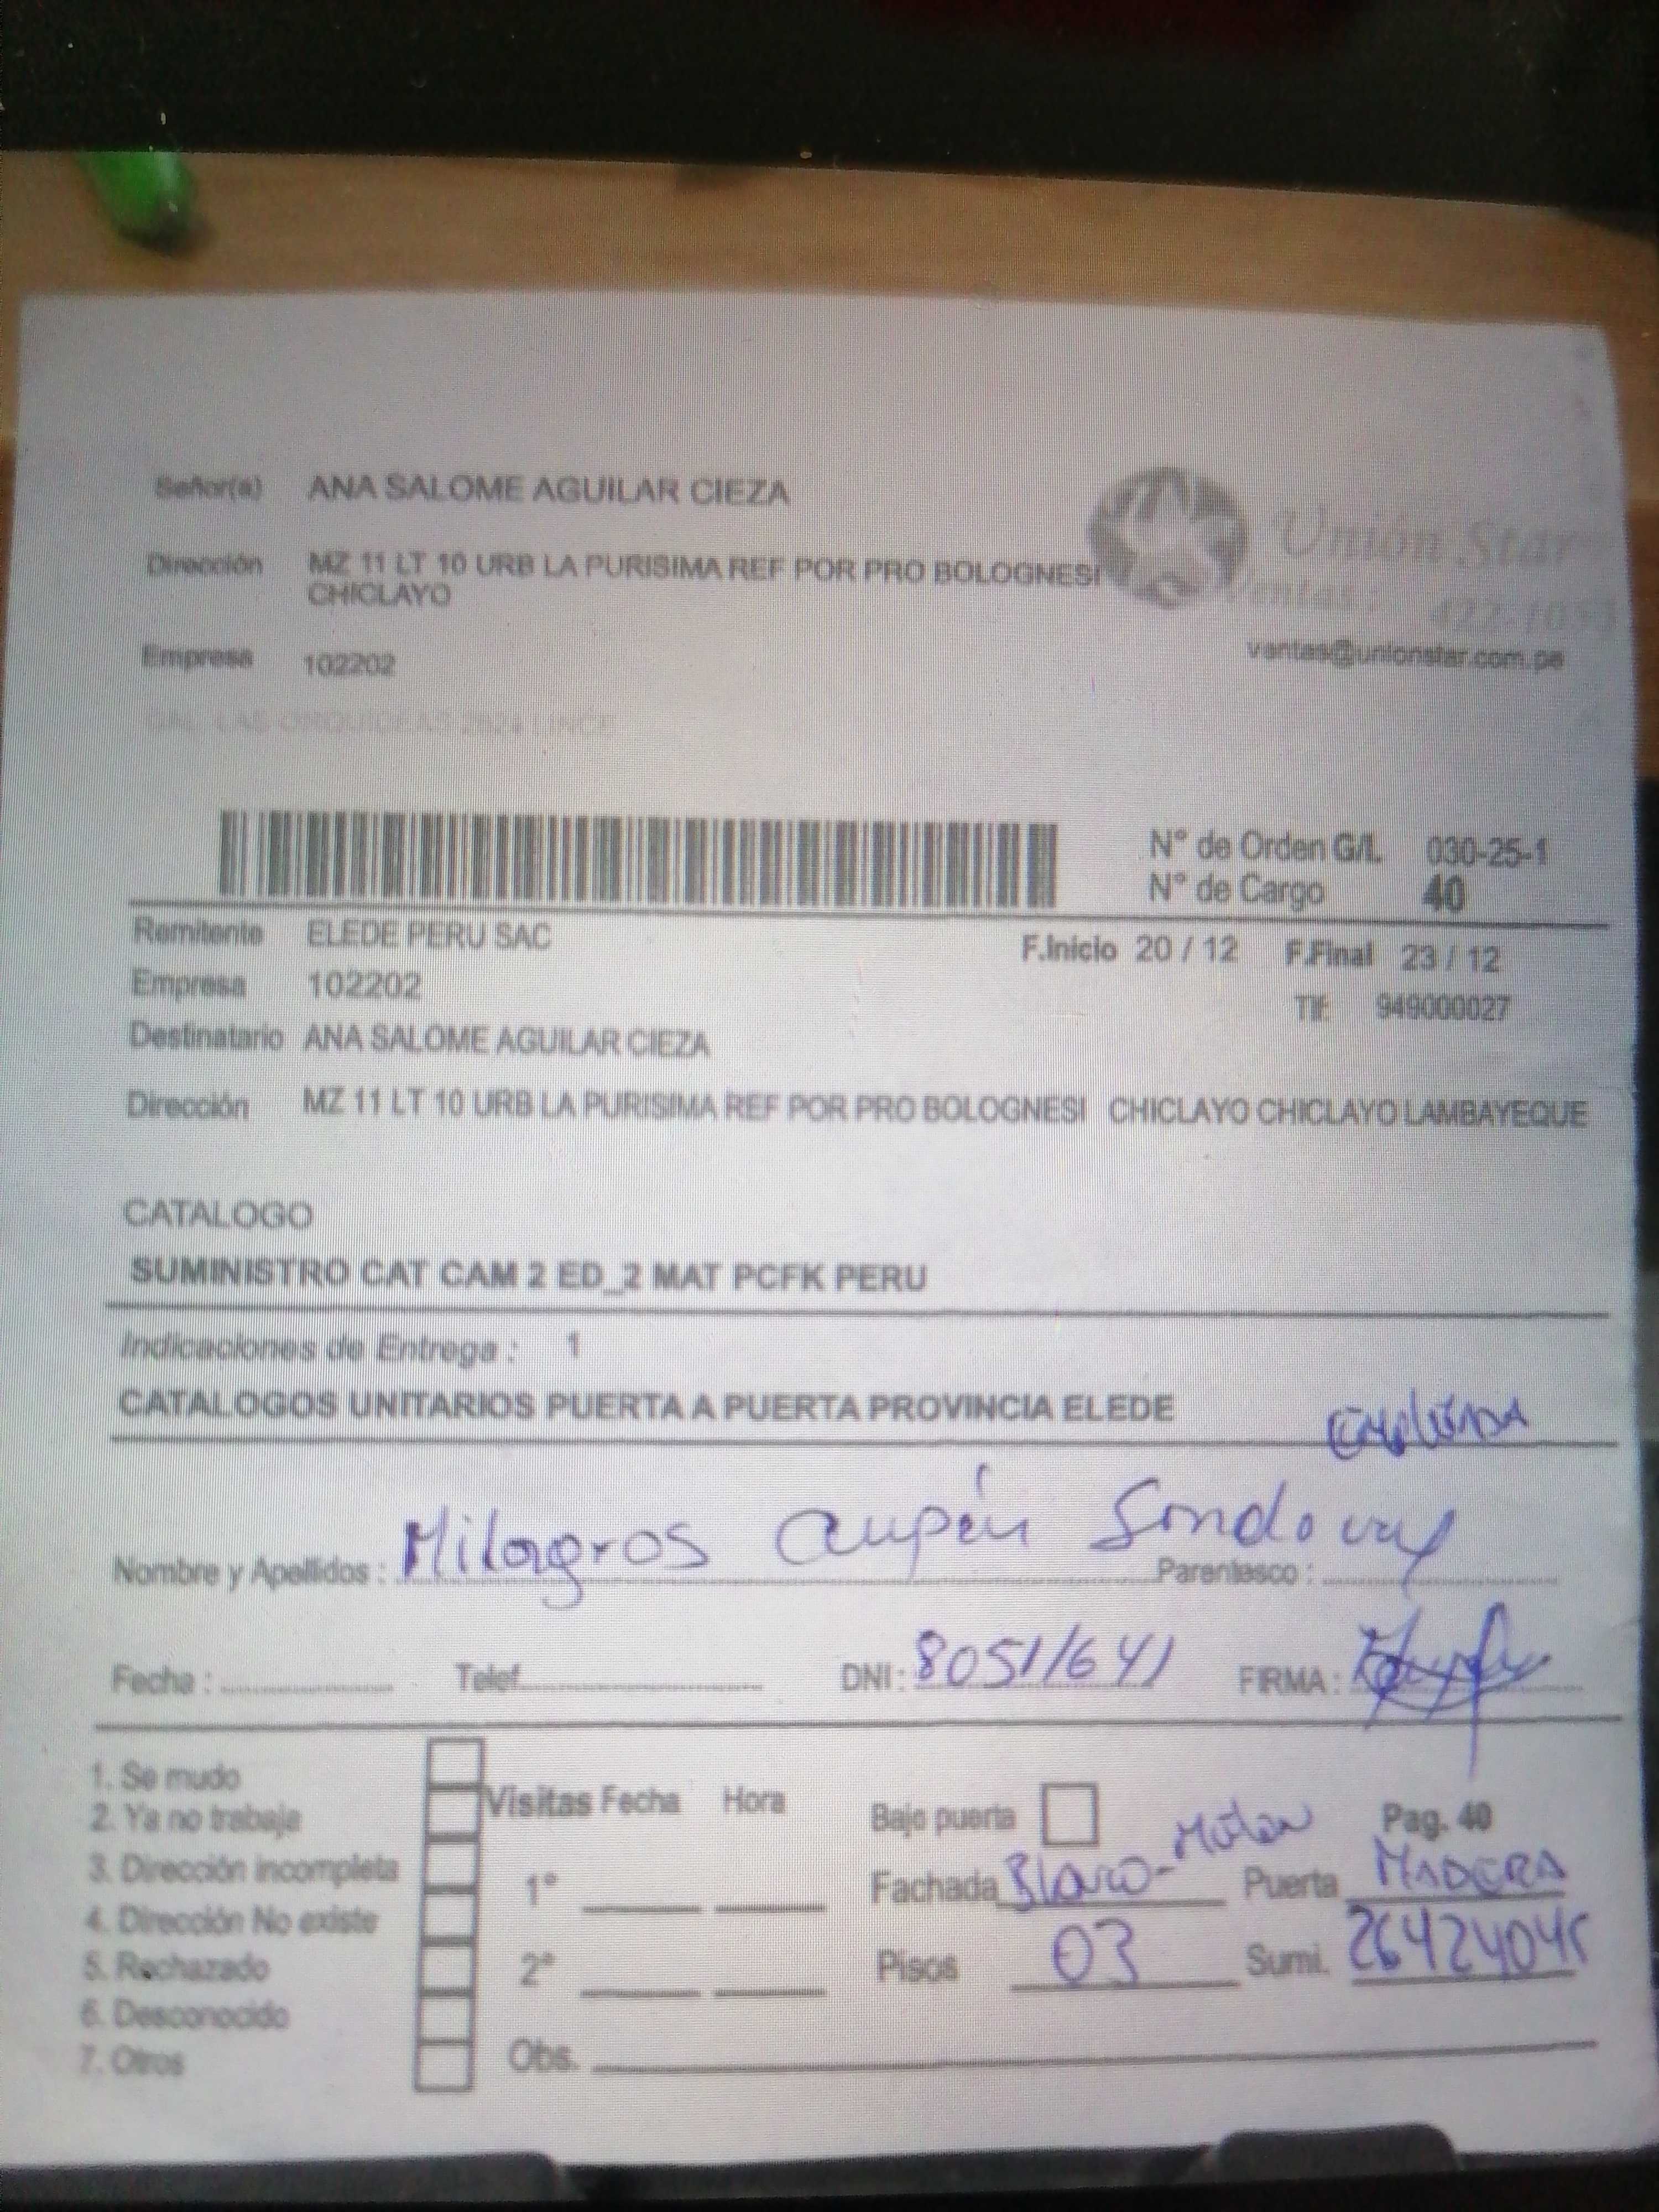 Señor(a) ANA SALOME AGUILAR CIEZA
Dirección MZ 11 LT 10 URB LA PURISIMA REF POR PRO BOLOGNESI
CHICLAYO
Unión Star
Ventas:
Empresa 102202
ventas@unionstar.com.pe
N° de Orden G/L 030-25-1
N° de Cargo 40
Remitente ELEDE PERU SAC
F.Inicio 20 / 12 F.Final 23 / 12
Empresa 102202
Tlf: 949000027
Destinatario ANA SALOME AGUILAR CIEZA
Dirección MZ 11 LT 10 URB LA PURISIMA REF POR PRO BOLOGNESI CHICLAYO CHICLAYO LAMBAYEQUE
CATALOGO
SUMINISTRO CAT CAM 2 ED_2 MAT PCFK PERU
Indicaciones de Entrega : 1
CATALOGOS UNITARIOS PUERTA A PUERTA PROVINCIA ELEDE
Nombre y Apellidos : Milagros Sandoval Parentesco :
Fecha : Telef. DNI: 80511641 FIRMA :
1. Se mudo
2. Ya no trabaja
3. Dirección incompleta
4. Dirección No existe
5. Rechazado
6. Desconocido
7. Otros
Visitas Fecha Hora
1°
2°
Obs.
Bajo puerta Pag. 40
Fachada Blanco- Puerta MADERA
Pisos 03 Sumi.